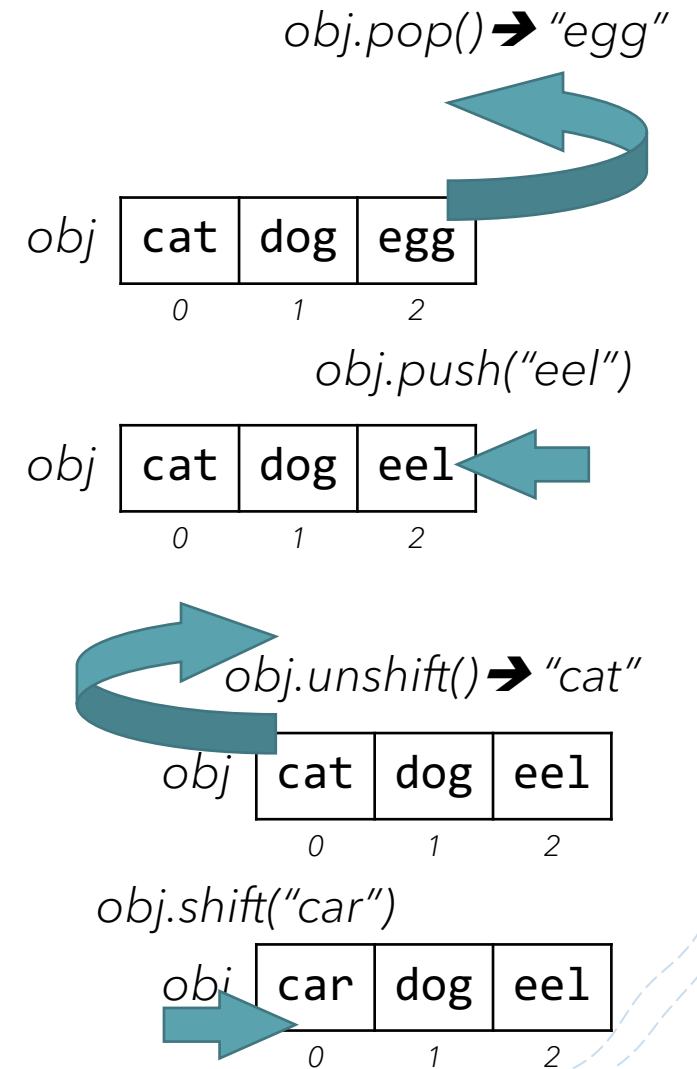 obj.pop()➔ “egg”
obj cat dog egg
0 1 2
obj.push(“eel”)
obj cat dog eel
0 1 2
obj.unshift()➔ “cat”
obj cat dog eel
0 1 2
obj.shift(“car”)
obj car dog eel
0 1 2